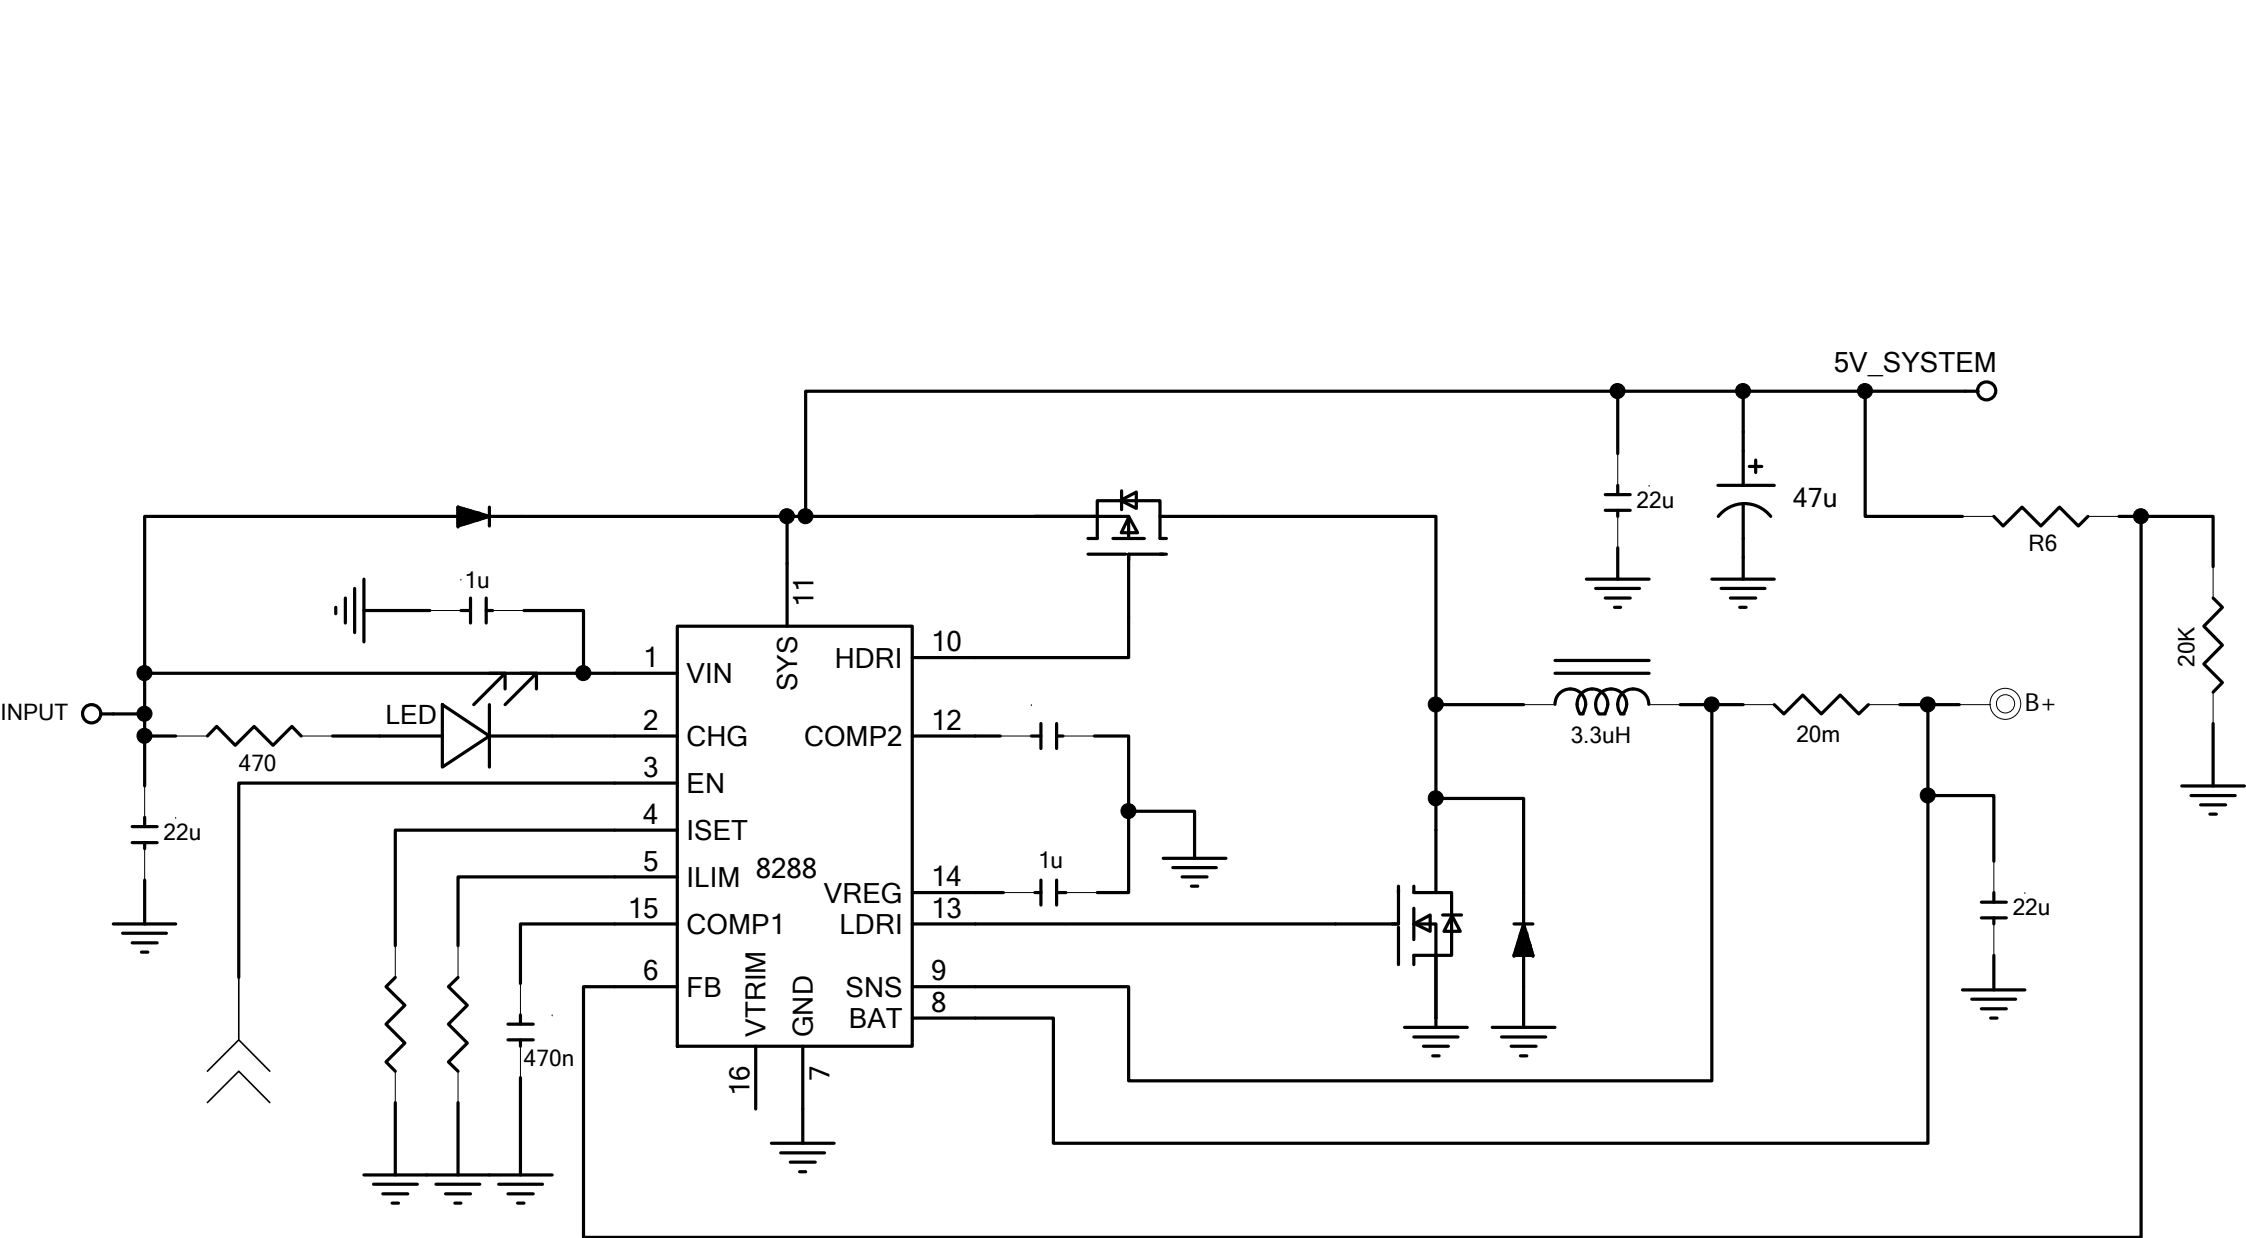 5V_SYSTEM
+
22u
47u
R6
1u
11
20K
1
VIN
SYS
HDRI
10
INPUT
LED
2
CHG
COMP2
12
3.3uH
20m
B+
470
3
EN
22u
4
ISET
5
ILIM
8288
VREG
14
1u
15
COMP1
LDRI
13
22u
6
FB
VTRIM
GND
SNS
9
BAT
8
470n
16
7